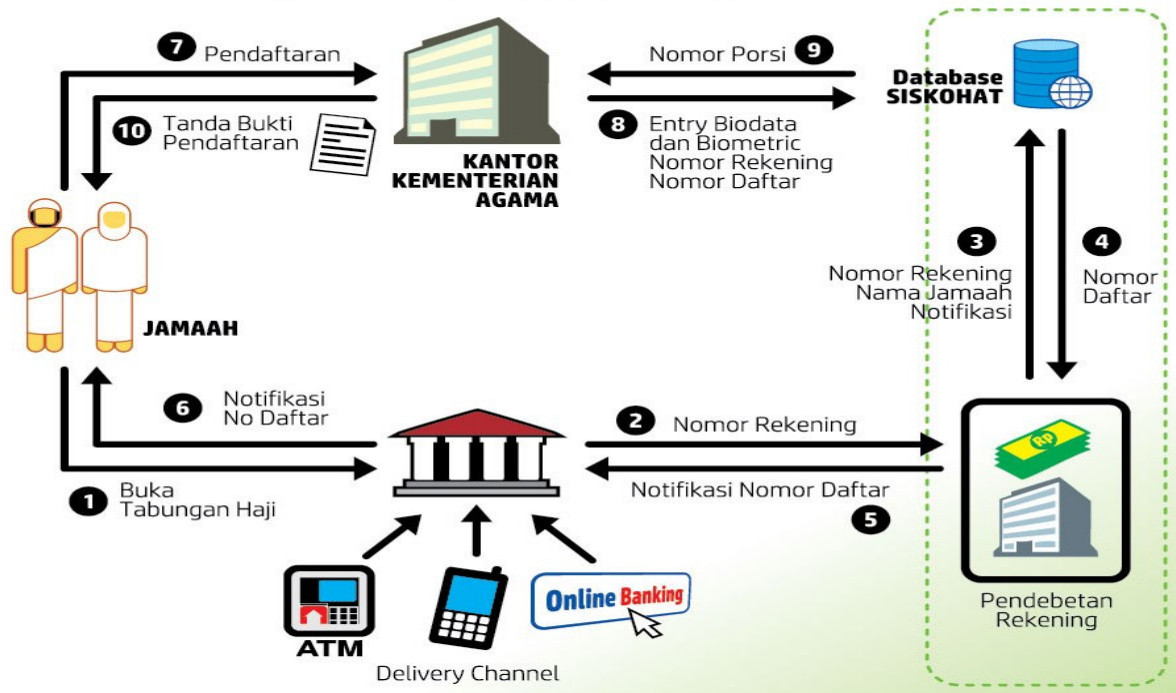 7 Pendaftaran
10 Tanda Bukti
Pendaftaran
KANTOR
KEMENTERIAN
AGAMA
Nomor Porsi 9
8 Entry Biodata
dan Biometric
Nomor Rekening
Nomor Daftar
Database
SISKOHAT
3
Nomor Rekening
Nama Jamaah
Notifikasi
4
Nomor
Daftar
JAMAAH
6 Notifikasi
No Daftar
1 Buka
Tabungan Haji
2 Nomor Rekening
Notifikasi Nomor Daftar
5
Rp
Pendebetan
Rekening
ATM
Online Banking
Delivery Channel